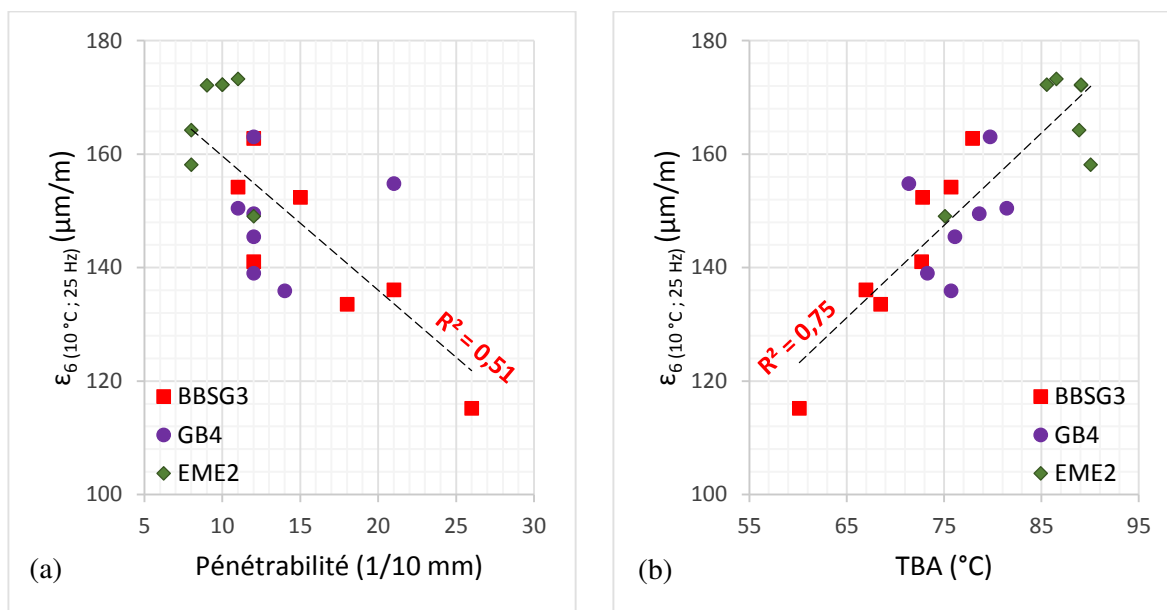 180
160
140
120
100
ε6 (10 °C ; 25 Hz) (µm/m)
R² = 0,51
BBSG3
GB4
EME2
5 10 15 20 25 30
Pénétrabilité (1/10 mm)
(a)
180
160
140
120
100
ε6 (10 °C ; 25 Hz) (µm/m)
R² = 0,75
BBSG3
GB4
EME2
55 65 75 85 95
TBA (°C)
(b)